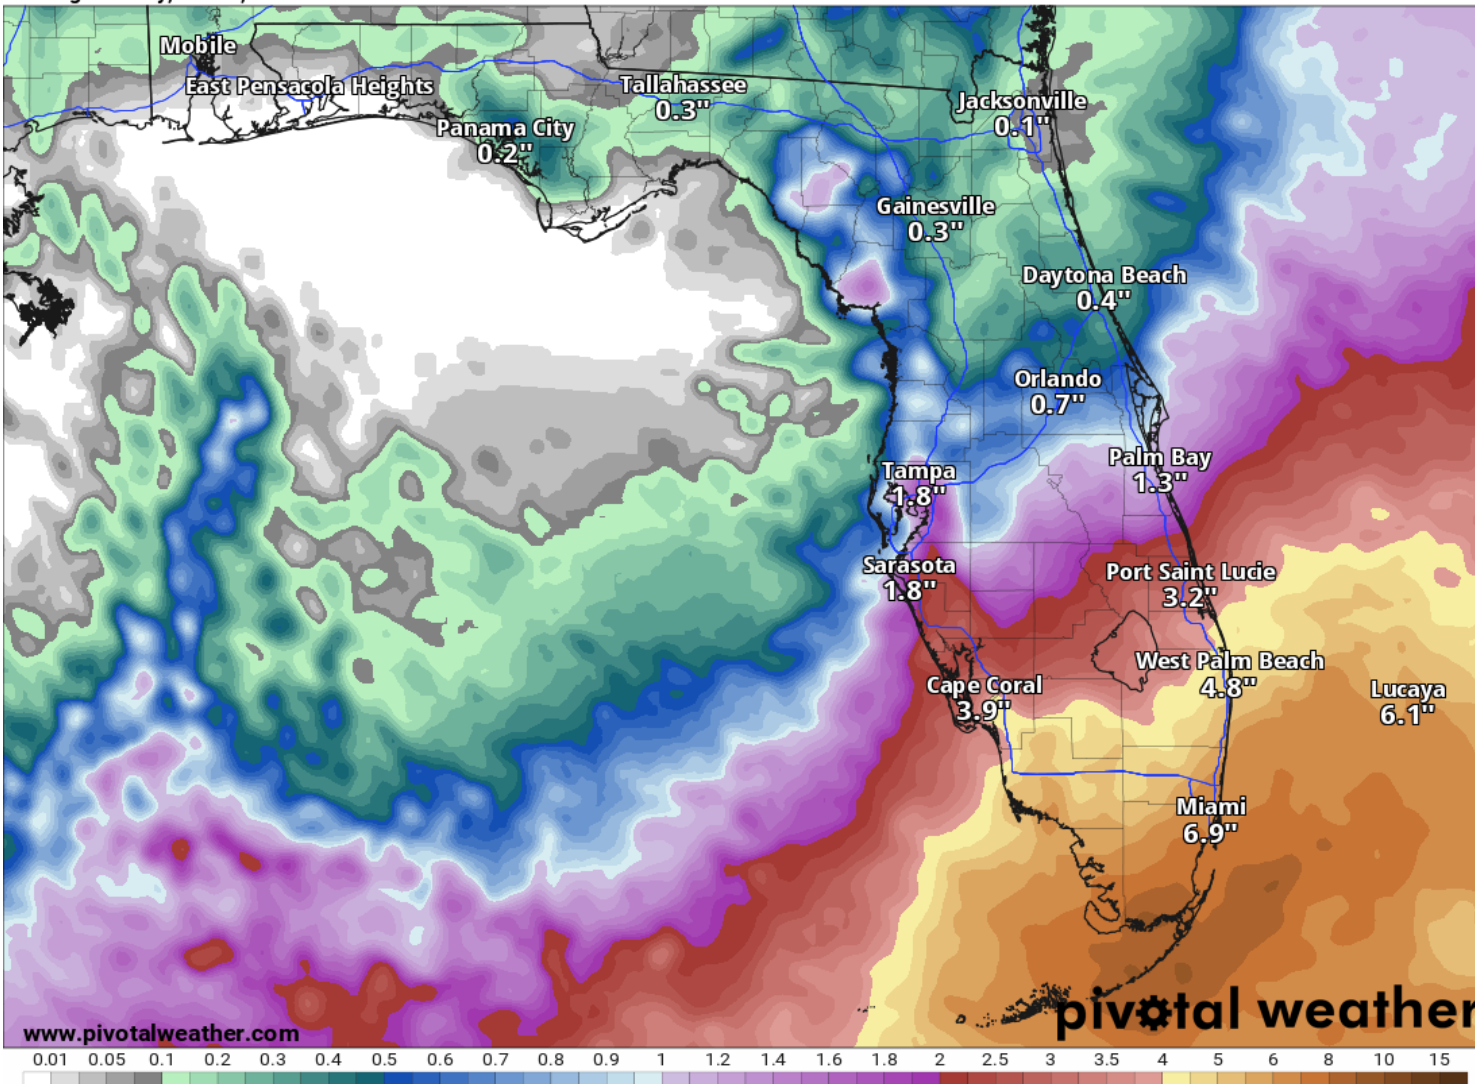 Mobile
East Pensacola Heights
Tallahassee
0.3"
Jacksonville
0.1"
Panama City
0.2"
Gainesville
0.3"
Daytona Beach
0.4"
Orlando
0.7"
Tampa
1.8"
Palm Bay
1.3"
Sarasota
1.8"
Port Saint Lucie
3.2"
West Palm Beach
4.8"
Cape Coral
3.9"
Lucaya
6.1"
Miami
6.9"
pivotal weather
www.pivotalweather.com
0.01 0.05 0.1 0.2 0.3 0.4 0.5 0.6 0.7 0.8 0.9 1 1.2 1.4 1.6 1.8 2 2.5 3 3.5 4 5 6 8 10 15